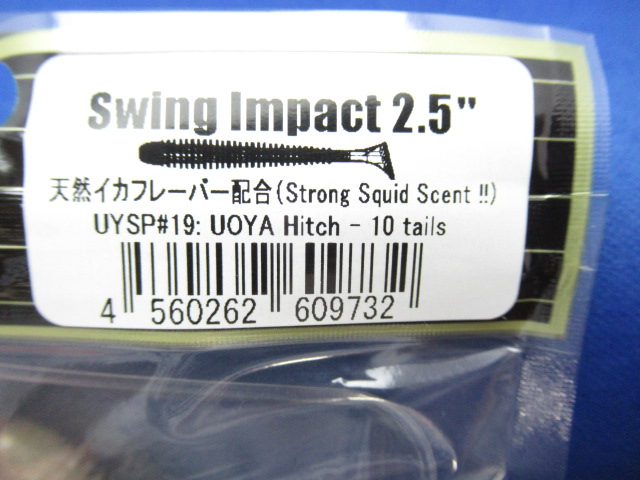 Swing Impact 2.5"
天然イカフレーバー配合(Strong Squid Scent !!)
UYSP#19: UOYA Hitch - 10 tails
4 560262 609732